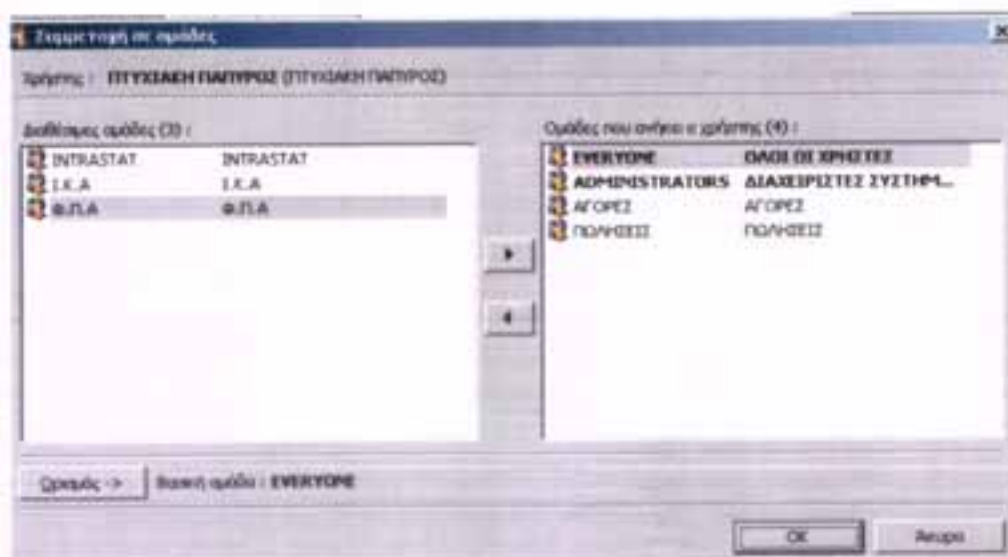 Συμμετοχή σε ομάδες
Χρήστης : ΠΤΥΧΙΑΚΗ ΠΑΠΥΡΟΣ (ΠΤΥΧΙΑΚΗ ΠΑΠΥΡΟΣ)
Διαθέσιμες ομάδες (3) :
INTRASTAT INTRASTAT
Ι.Κ.Α Ι.Κ.Α
Φ.Π.Α Φ.Π.Α
Ομάδες που ανήκει ο χρήστης (4) :
EVERYONE ΟΛΟΙ ΟΙ ΧΡΗΣΤΕΣ
ADMINISTRATORS ΔΙΑΧΕΙΡΙΣΤΕΣ ΣΥΣΤΗΜ...
ΑΓΟΡΕΣ ΑΓΟΡΕΣ
ΠΩΛΗΣΕΙΣ ΠΩΛΗΣΕΙΣ
Ορισμός -> Βασική ομάδα : EVERYONE
OK Άκυρο